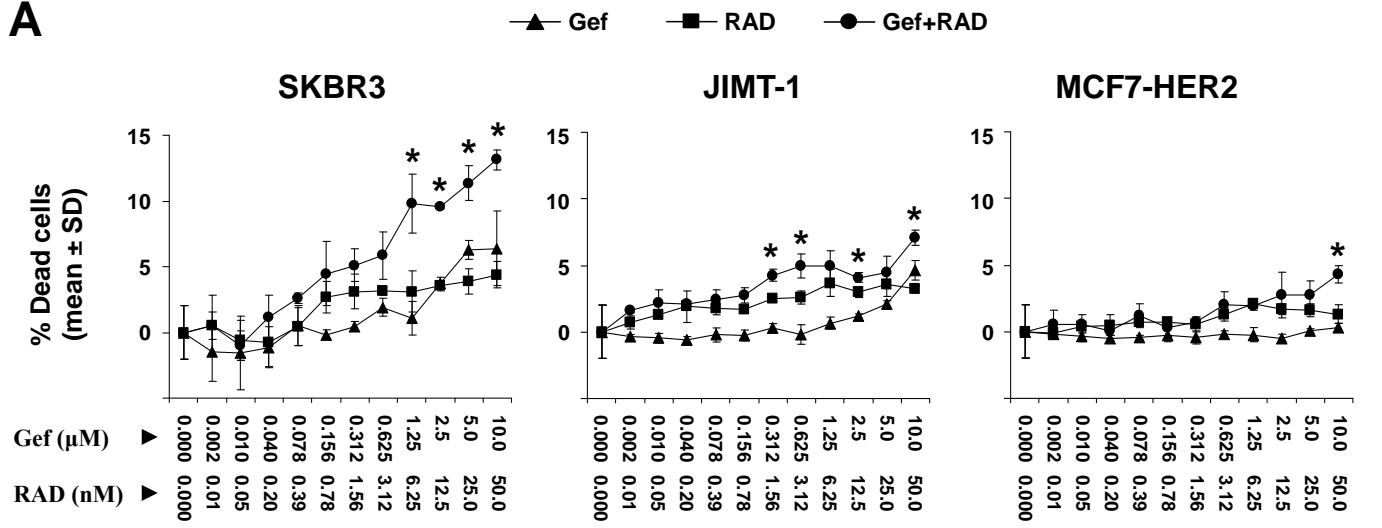 A
Gef RAD Gef+RAD
SKBR3 JIMT-1 MCF7-HER2
% Dead cells
(mean ± SD)
15 15 15
* * * * * * * * *
10 10 10
5 5 5
0 0 0
Gef (µM) ► 0.000 0.002 0.010 0.040 0.078 0.156 0.312 0.625 1.25 2.5 5.0 10.0 0.000 0.002 0.010 0.040 0.078 0.156 0.312 0.625 1.25 2.5 5.0 10.0 0.000 0.002 0.010 0.040 0.078 0.156 0.312 0.625 1.25 2.5 5.0 10.0
RAD (nM) ► 0.000 0.01 0.05 0.20 0.39 0.78 1.56 3.12 6.25 12.5 25.0 50.0 0.000 0.01 0.05 0.20 0.39 0.78 1.56 3.12 6.25 12.5 25.0 50.0 0.000 0.01 0.05 0.20 0.39 0.78 1.56 3.12 6.25 12.5 25.0 50.0